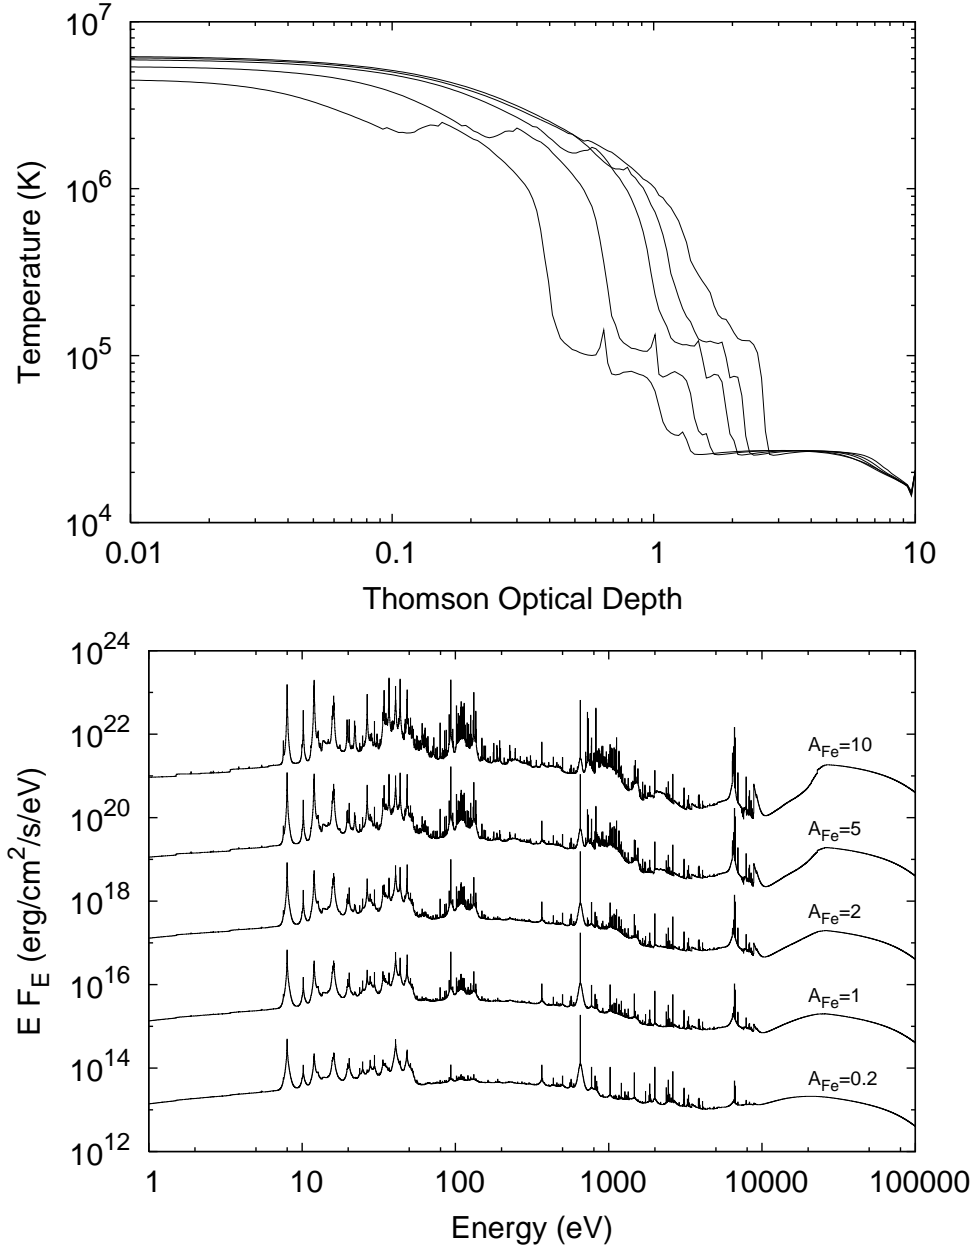 10^7
10^6
10^5
10^4
Temperature (K)
0.01 0.1 1 10
Thomson Optical Depth
10^24
10^22
10^20
10^18
10^16
10^14
10^12
E F_E (erg/cm^2/s/eV)
A_Fe=10
A_Fe=5
A_Fe=2
A_Fe=1
A_Fe=0.2
1 10 100 1000 10000 100000
Energy (eV)